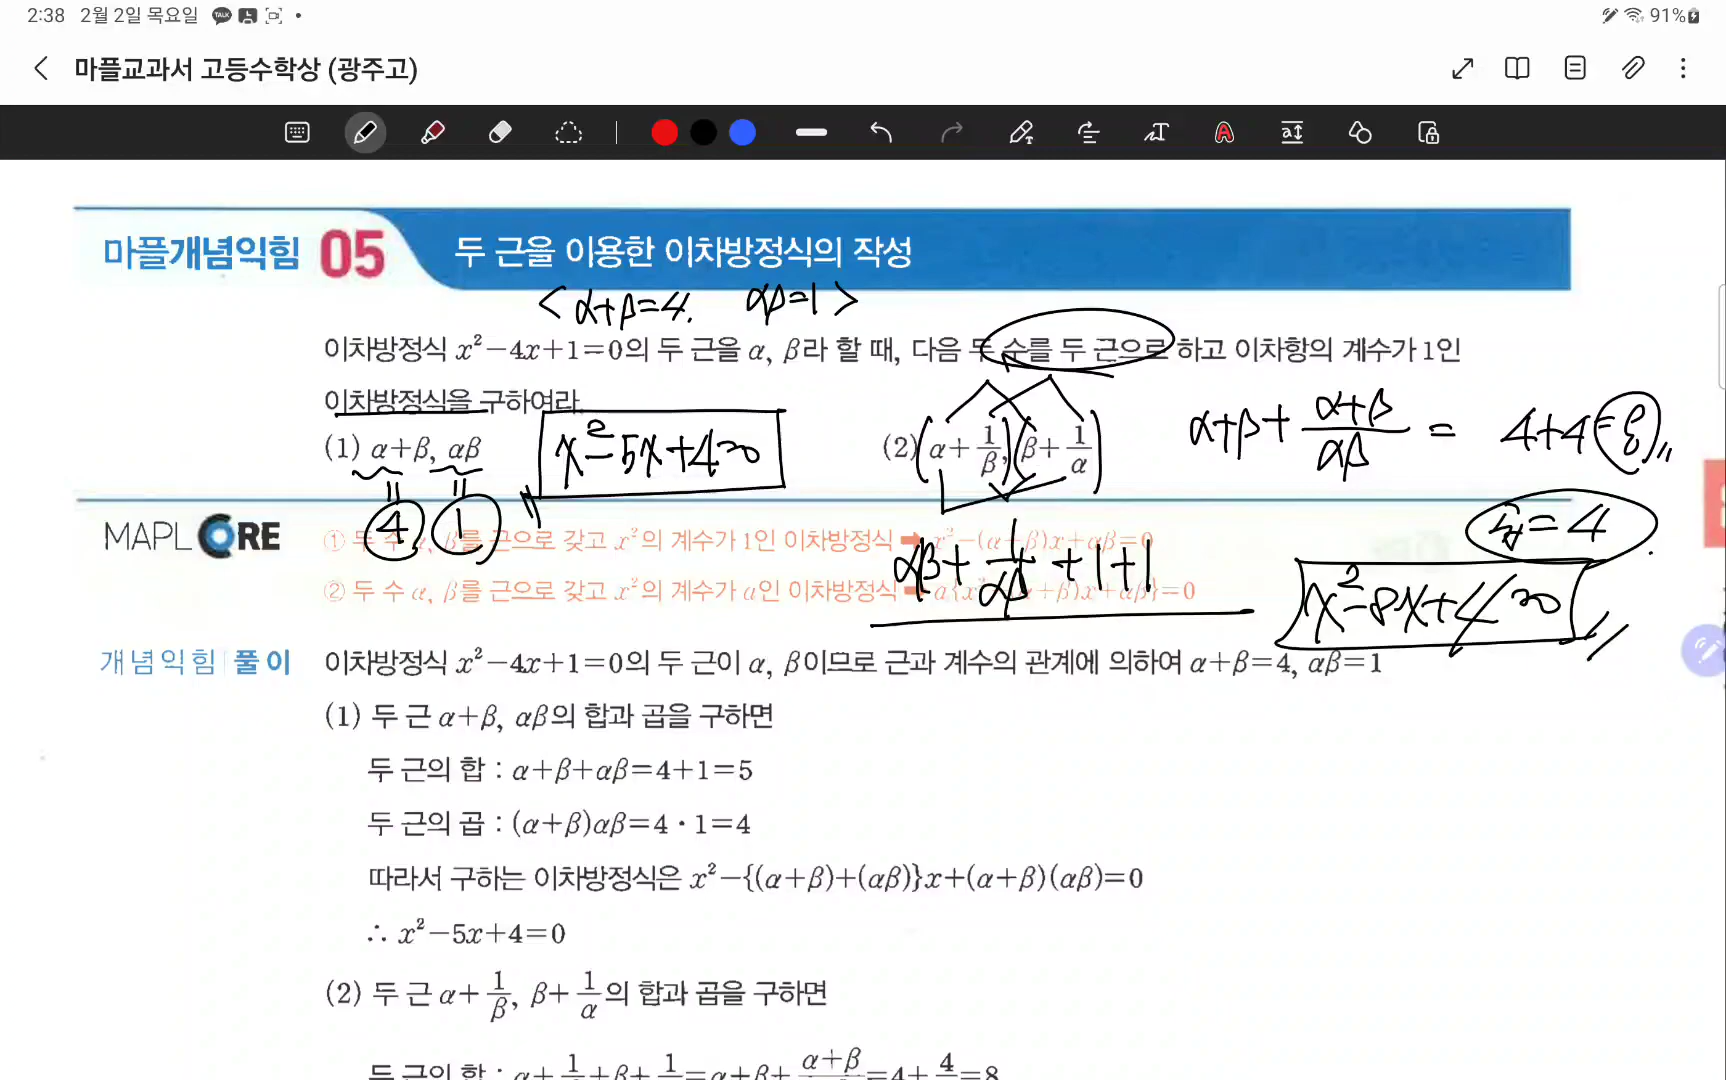 2:38 2월 2일 목요일 TALK 91%
마플교과서 고등수학상 (광주고)
마플개념익힘 05 두 근을 이용한 이차방정식의 작성
< α+β=4. αβ=1 >
이차방정식 x²−4x+1=0의 두 근을 α, β라 할 때, 다음 두 수를 두 근으로 하고 이차항의 계수가 1인
이차방정식을 구하여라.
(1) α+β, αβ
x²−5x+4=0
(2) (α+1/β), (β+1/α)
α+β+(α+β)/αβ = 4+4=8
4 1
MAPL CORE
① 두 수 α, β를 근으로 갖고 x²의 계수가 1인 이차방정식 ➡ x²−(α+β)x+αβ=0
αβ+1/αβ+1+1
=4
② 두 수 α, β를 근으로 갖고 x²의 계수가 a인 이차방정식 ➡ a{x²−(α+β)x+αβ}=0
x²−8x+4=0
개념익힘 풀이 이차방정식 x²−4x+1=0의 두 근이 α, β이므로 근과 계수의 관계에 의하여 α+β=4, αβ=1
(1) 두 근 α+β, αβ의 합과 곱을 구하면
두 근의 합 : α+β+αβ=4+1=5
두 근의 곱 : (α+β)αβ=4·1=4
따라서 구하는 이차방정식은 x²−{(α+β)+(αβ)}x+(α+β)(αβ)=0
∴ x²−5x+4=0
(2) 두 근 α+1/β, β+1/α의 합과 곱을 구하면
두 근의 합 : α+1/β+β+1/α=α+β+(α+β)/αβ=4+4/1=8